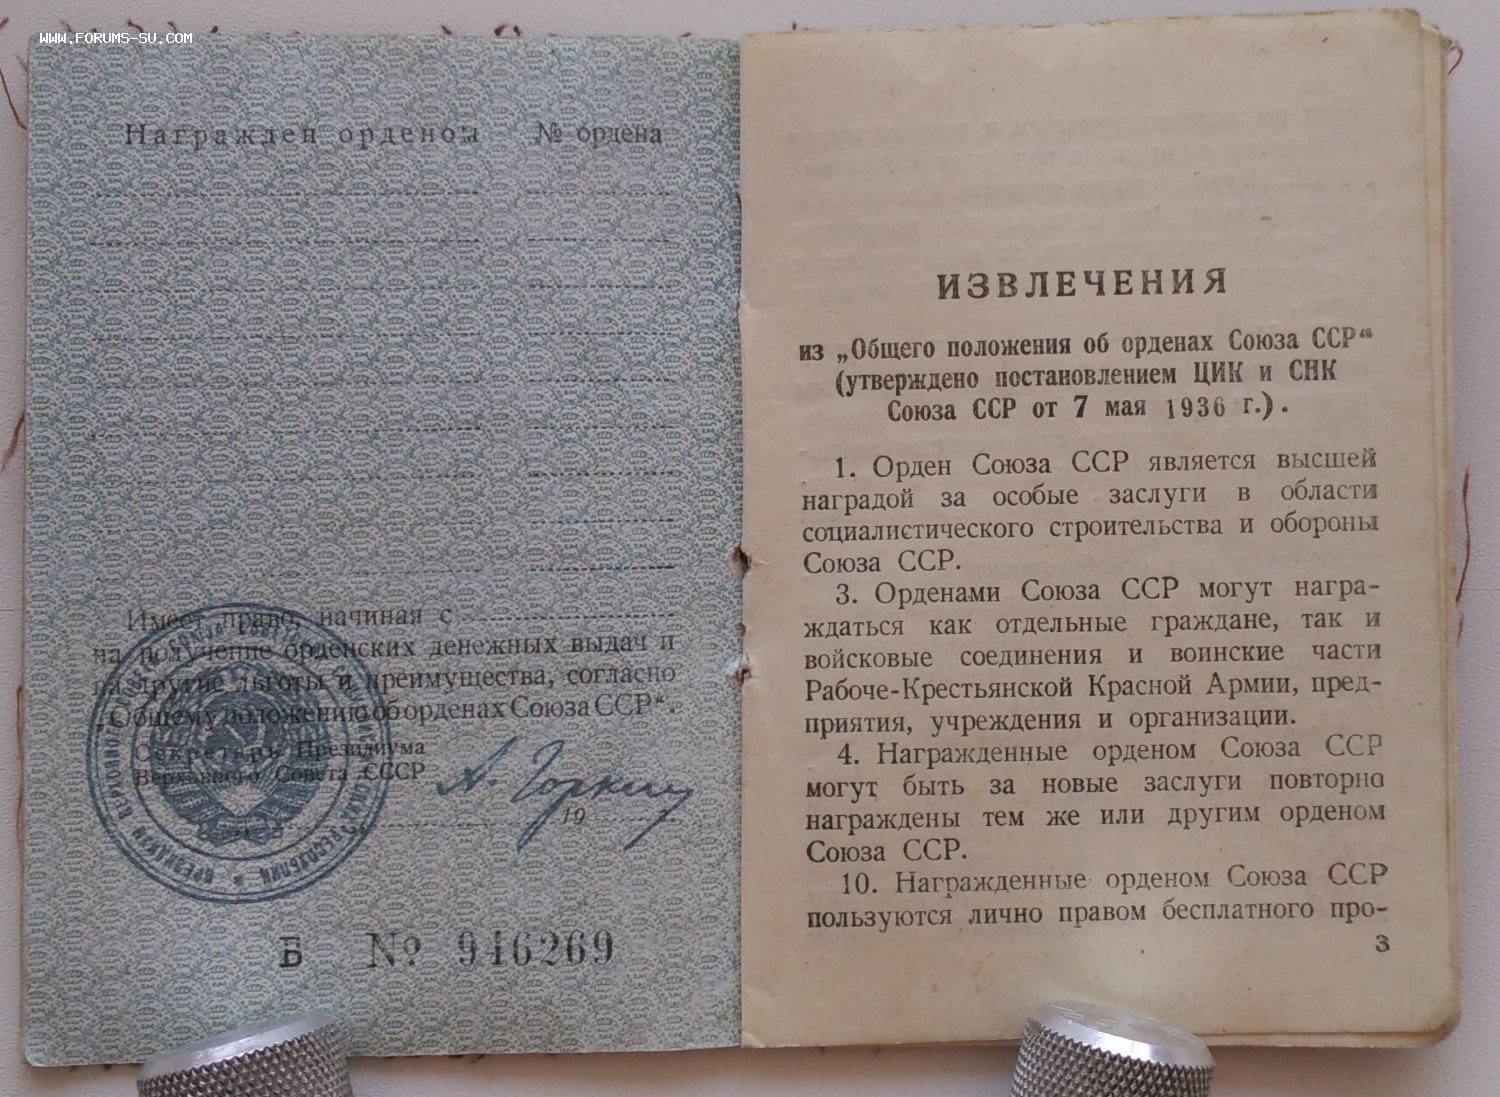 WWW.FORUMS-SU.COM
Награжден орденом № ордена
Имеет право, начиная с
на получение орденских денежных выдач и
на другие льготы и преимущества, согласно
„Общему положению об орденах Союза ССР“.
Секретарь Президиума
Верховного Совета СССР
А. Горкин
19
Б № 946269
ИЗВЛЕЧЕНИЯ
из „Общего положения об орденах Союза ССР“
(утверждено постановлением ЦИК и СНК
Союза ССР от 7 мая 1936 г.).
1. Орден Союза ССР является высшей
наградой за особые заслуги в области
социалистического строительства и обороны
Союза ССР.
3. Орденами Союза ССР могут награ-
ждаться как отдельные граждане, так и
войсковые соединения и воинские части
Рабоче-Крестьянской Красной Армии, пред-
приятия, учреждения и организации.
4. Награжденные орденом Союза ССР
могут быть за новые заслуги повторно
награждены тем же или другим орденом
Союза ССР.
10. Награжденные орденом Союза ССР
пользуются лично правом бесплатного про-
3